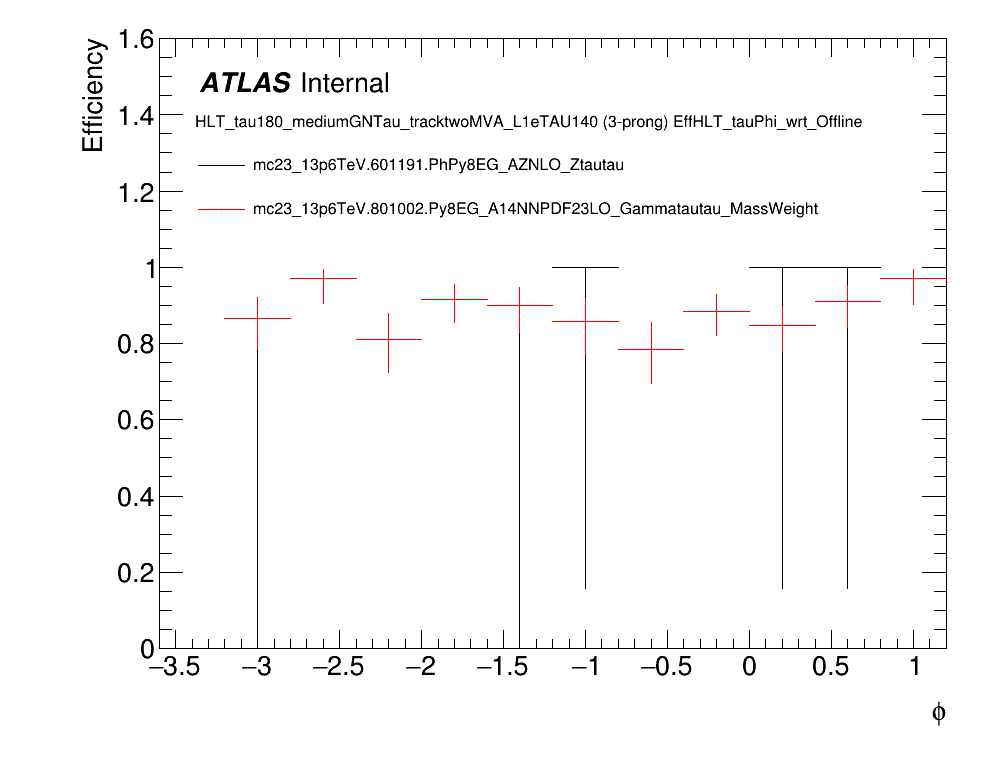 Efficiency
1.6
1.4
1.2
1
0.8
0.6
0.4
0.2
0
ATLAS Internal
HLT_tau180_mediumGNTau_tracktwoMVA_L1eTAU140 (3-prong) EffHLT_tauPhi_wrt_Offline
mc23_13p6TeV.601191.PhPy8EG_AZNLO_Ztautau
mc23_13p6TeV.801002.Py8EG_A14NNPDF23LO_Gammatautau_MassWeight
−3.5 −3 −2.5 −2 −1.5 −1 −0.5 0 0.5 1
ϕ